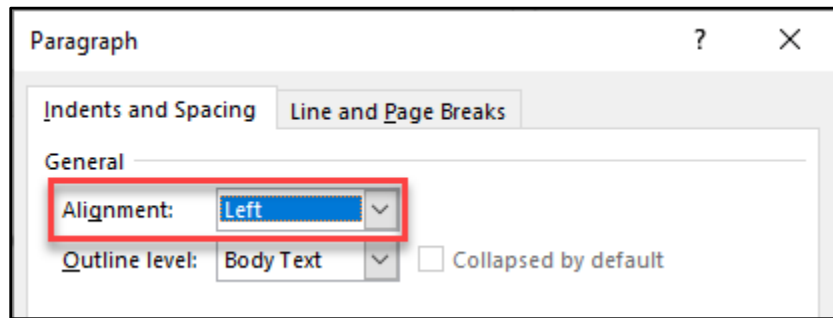 Paragraph ?
Indents and Spacing Line and Page Breaks
General
Alignment: Left
Outline level: Body Text Collapsed by default